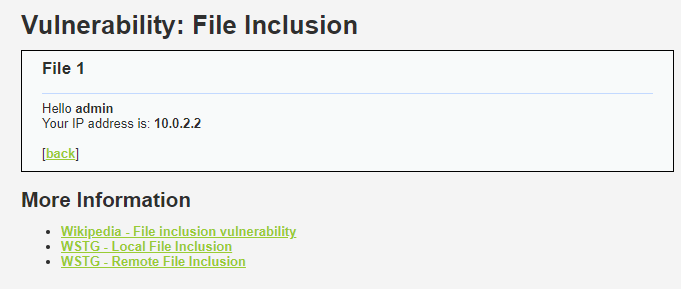 Vulnerability: File Inclusion
File 1
Hello admin
Your IP address is: 10.0.2.2
[back]
More Information
Wikipedia - File inclusion vulnerability
WSTG - Local File Inclusion
WSTG - Remote File Inclusion